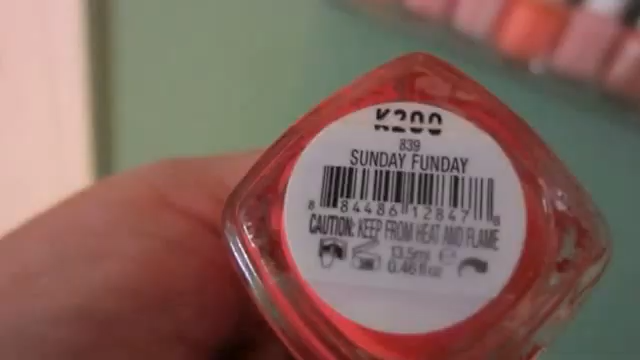 K200
839
SUNDAY FUNDAY
8 84486 12847 8
CAUTION: KEEP FROM HEAT AND FLAME
13.5ml e
0.46 fl oz